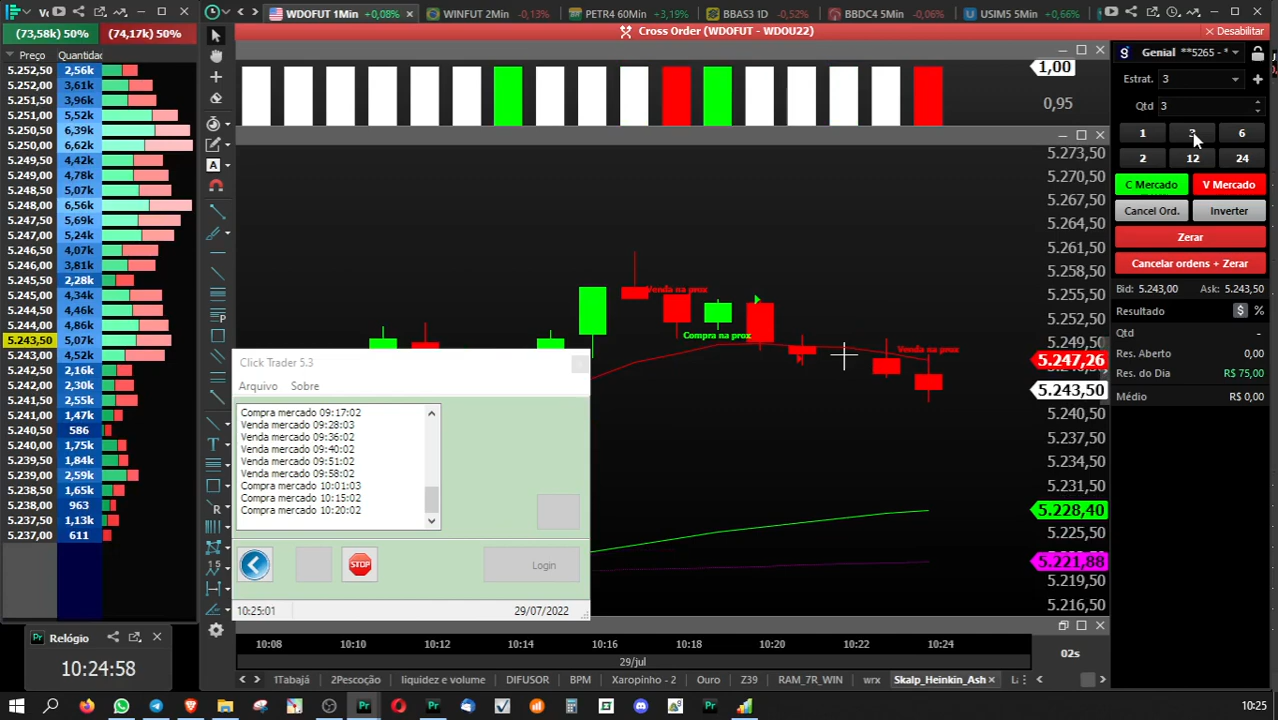 WDOFUT 1Min +0,08%
WINFUT 2Min -0,13%
PETR4 60Min +3,19%
BBAS3 1D -0,52%
BBDC4 5Min -0,06%
USIM5 5Min +0,66%
(73,58k) 50%
(74,17k) 50%
Cross Order (WDOFUT - WDOU22)
Desabilitar
Preço
5.252,50 2,56k
5.252,00 3,61k
5.251,50 3,96k
5.251,00 5,52k
5.250,50 6,39k
5.250,00 6,62k
5.249,50 4,42k
5.249,00 4,78k
5.248,50 5,07k
5.248,00 6,56k
5.247,50 5,69k
5.247,00 5,24k
5.246,50 4,07k
5.246,00 3,81k
5.245,50 2,28k
5.245,00 4,34k
5.244,50 4,46k
5.244,00 4,86k
5.243,50 5,07k
5.243,00 4,52k
5.242,50 2,16k
5.242,00 2,30k
5.241,50 2,55k
5.241,00 1,47k
5.240,50 586
5.240,00 1,75k
5.239,50 1,84k
5.239,00 2,59k
5.238,50 1,65k
5.238,00 963
5.237,50 1,13k
5.237,00 611
1,00
0,95
5.273,50
5.270,50
5.267,50
5.264,50
5.261,50
5.258,50
5.255,50
5.252,50
5.249,50
5.247,26
5.243,50
5.240,50
5.237,50
5.234,50
5.231,50
5.228,40
5.225,50
5.221,88
5.219,50
5.216,50
Venda na prox
Compra na prox
Venda na prox
Click Trader 5.3
Arquivo Sobre
Compra mercado 09:17:02
Venda mercado 09:28:03
Venda mercado 09:36:02
Venda mercado 09:40:02
Venda mercado 09:51:02
Venda mercado 09:58:02
Compra mercado 10:01:03
Compra mercado 10:15:02
Compra mercado 10:20:02
STOP
Login
10:25:01
29/07/2022
Relógio
10:24:58
10:08 10:10 10:12 10:14 10:16 10:18 10:20 10:22 10:24
29/jul
02s
1Tabajá 2Pescoção liquidez e volume DIFUSOR BPM Xaropinho - 2 Ouro Z39 RAM_7R_WIN wrx Skalp_Heinkin_Ash
Genial **5265 - *
Estrat. 3
Qtd 3
1 3 6
2 12 24
C Mercado V Mercado
Cancel Ord. Inverter
Zerar
Cancelar ordens + Zerar
Bid: 5.243,00 Ask: 5.243,50
Resultado $ %
Qtd -
Res. Aberto 0,00
Res. do Dia R$ 75,00
Médio R$ 0,00
10:25